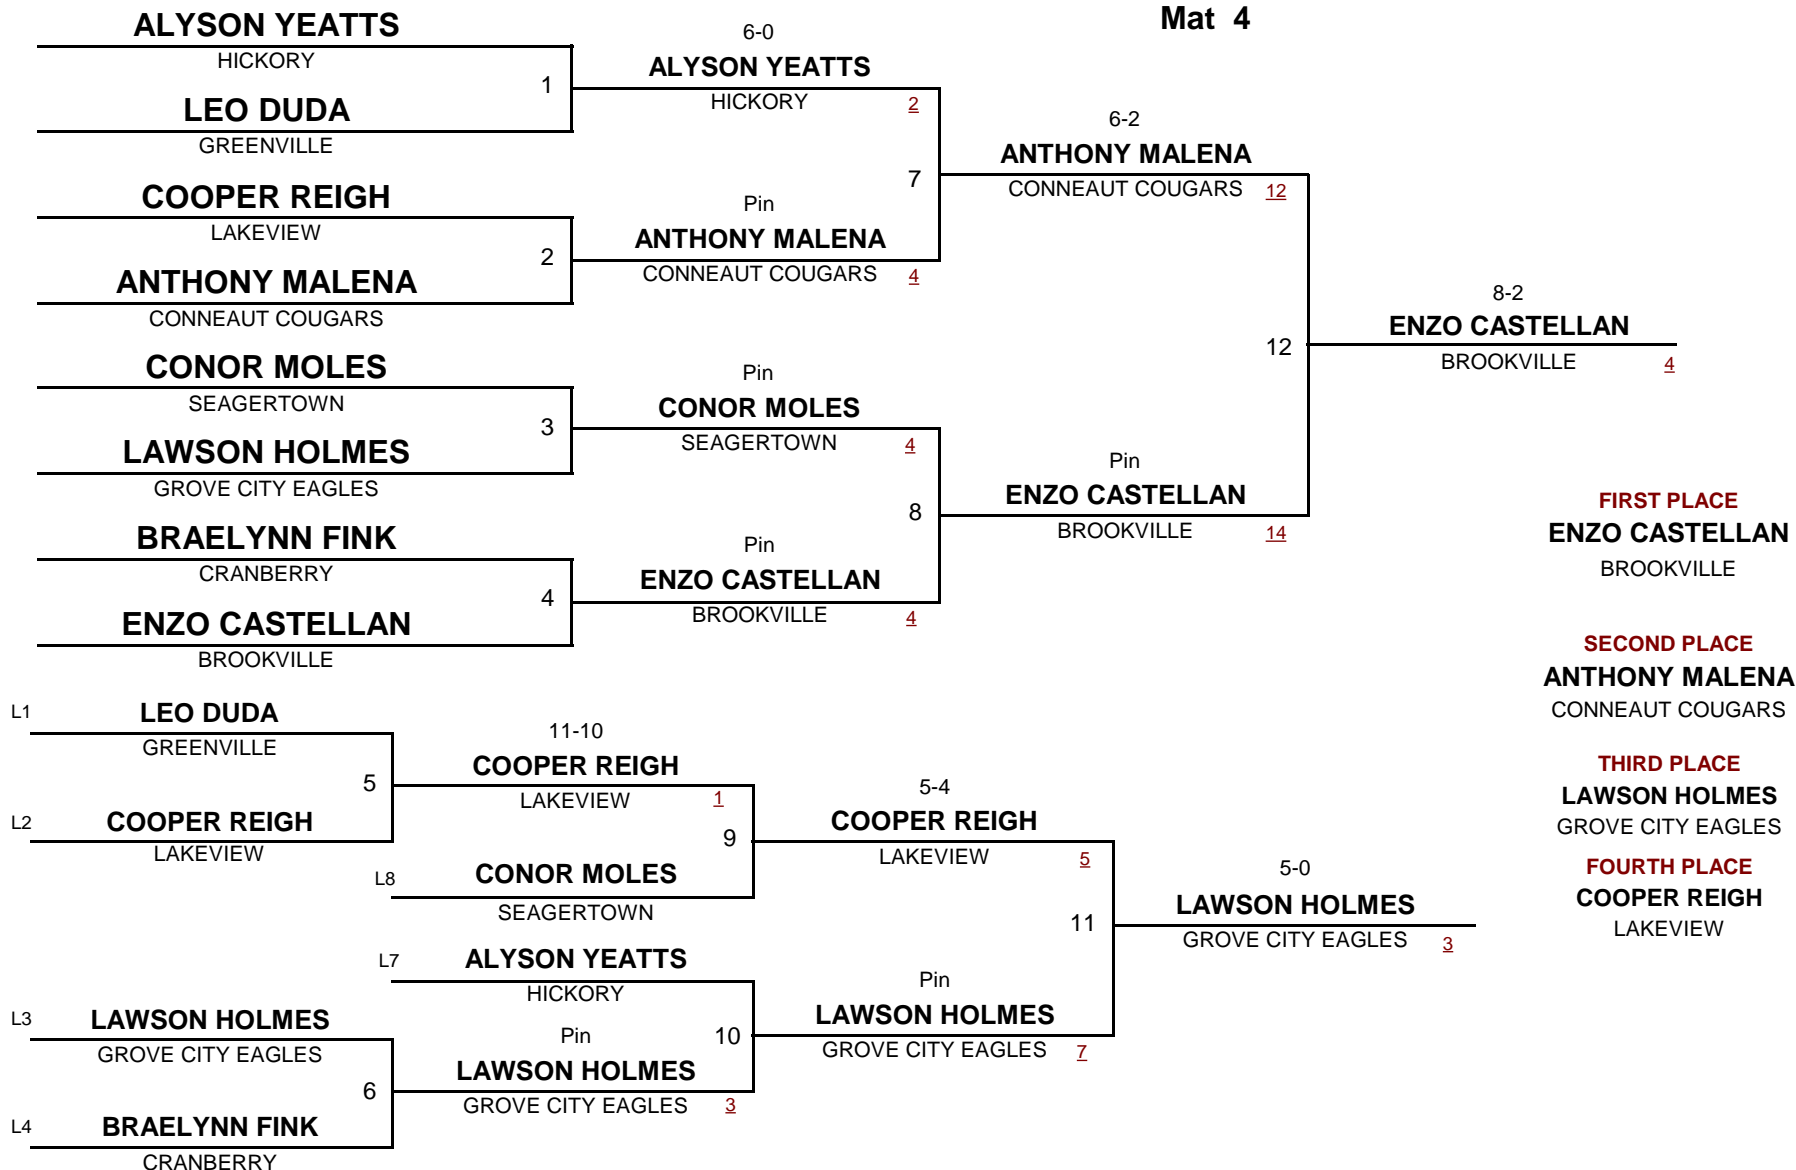 Mat 4
ALYSON YEATTS
HICKORY
1
LEO DUDA
GREENVILLE
COOPER REIGH
LAKEVIEW
2
ANTHONY MALENA
CONNEAUT COUGARS
CONOR MOLES
SEAGERTOWN
3
LAWSON HOLMES
GROVE CITY EAGLES
BRAELYNN FINK
CRANBERRY
4
ENZO CASTELLAN
BROOKVILLE
6-0
ALYSON YEATTS
HICKORY 2
7
Pin
ANTHONY MALENA
CONNEAUT COUGARS 4
Pin
CONOR MOLES
SEAGERTOWN 4
8
Pin
ENZO CASTELLAN
BROOKVILLE 4
6-2
ANTHONY MALENA
CONNEAUT COUGARS 12
12
Pin
ENZO CASTELLAN
BROOKVILLE 14
8-2
ENZO CASTELLAN
BROOKVILLE 4
FIRST PLACE
ENZO CASTELLAN
BROOKVILLE
SECOND PLACE
ANTHONY MALENA
CONNEAUT COUGARS
THIRD PLACE
LAWSON HOLMES
GROVE CITY EAGLES
FOURTH PLACE
COOPER REIGH
LAKEVIEW
L1 LEO DUDA
GREENVILLE
5
L2 COOPER REIGH
LAKEVIEW
L3 LAWSON HOLMES
GROVE CITY EAGLES
6
L4 BRAELYNN FINK
CRANBERRY
11-10
COOPER REIGH
LAKEVIEW 1
9
L8 CONOR MOLES
SEAGERTOWN
L7 ALYSON YEATTS
HICKORY
10
Pin
LAWSON HOLMES
GROVE CITY EAGLES 3
5-4
COOPER REIGH
LAKEVIEW 5
11
Pin
LAWSON HOLMES
GROVE CITY EAGLES 7
5-0
LAWSON HOLMES
GROVE CITY EAGLES 3